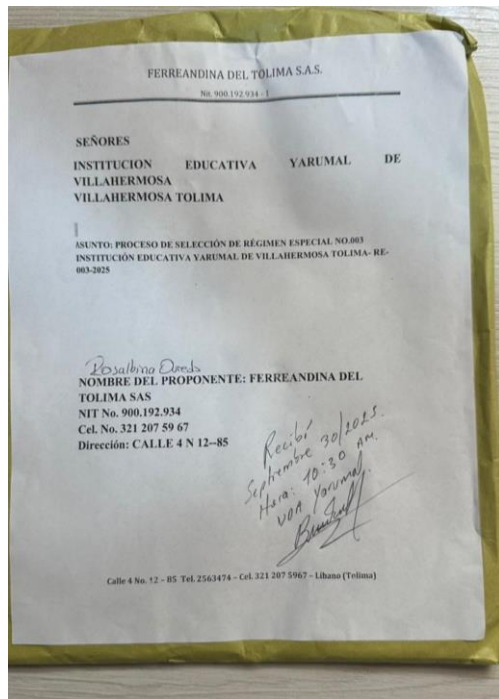 FERREANDINA DEL TOLIMA S.A.S.
Nit. 900.192.934 - 1
SEÑORES
INSTITUCION EDUCATIVA YARUMAL DE
VILLAHERMOSA
VILLAHERMOSA TOLIMA
ASUNTO: PROCESO DE SELECCIÓN DE RÉGIMEN ESPECIAL NO.003
INSTITUCIÓN EDUCATIVA YARUMAL DE VILLAHERMOSA TOLIMA- RE-
003-2025
Rosalbina
NOMBRE DEL PROPONENTE: FERREANDINA DEL
TOLIMA SAS
NIT No. 900.192.934
Cel. No. 321 207 59 67
Dirección: CALLE 4 N 12--85
Recibí
Septiembre 30/2025.
Hora: 10:30 AM.
Yarumal.
Calle 4 No. 12 – 85 Tel. 2563474 – Cel. 321 207 5967 – Libano (Tolima)